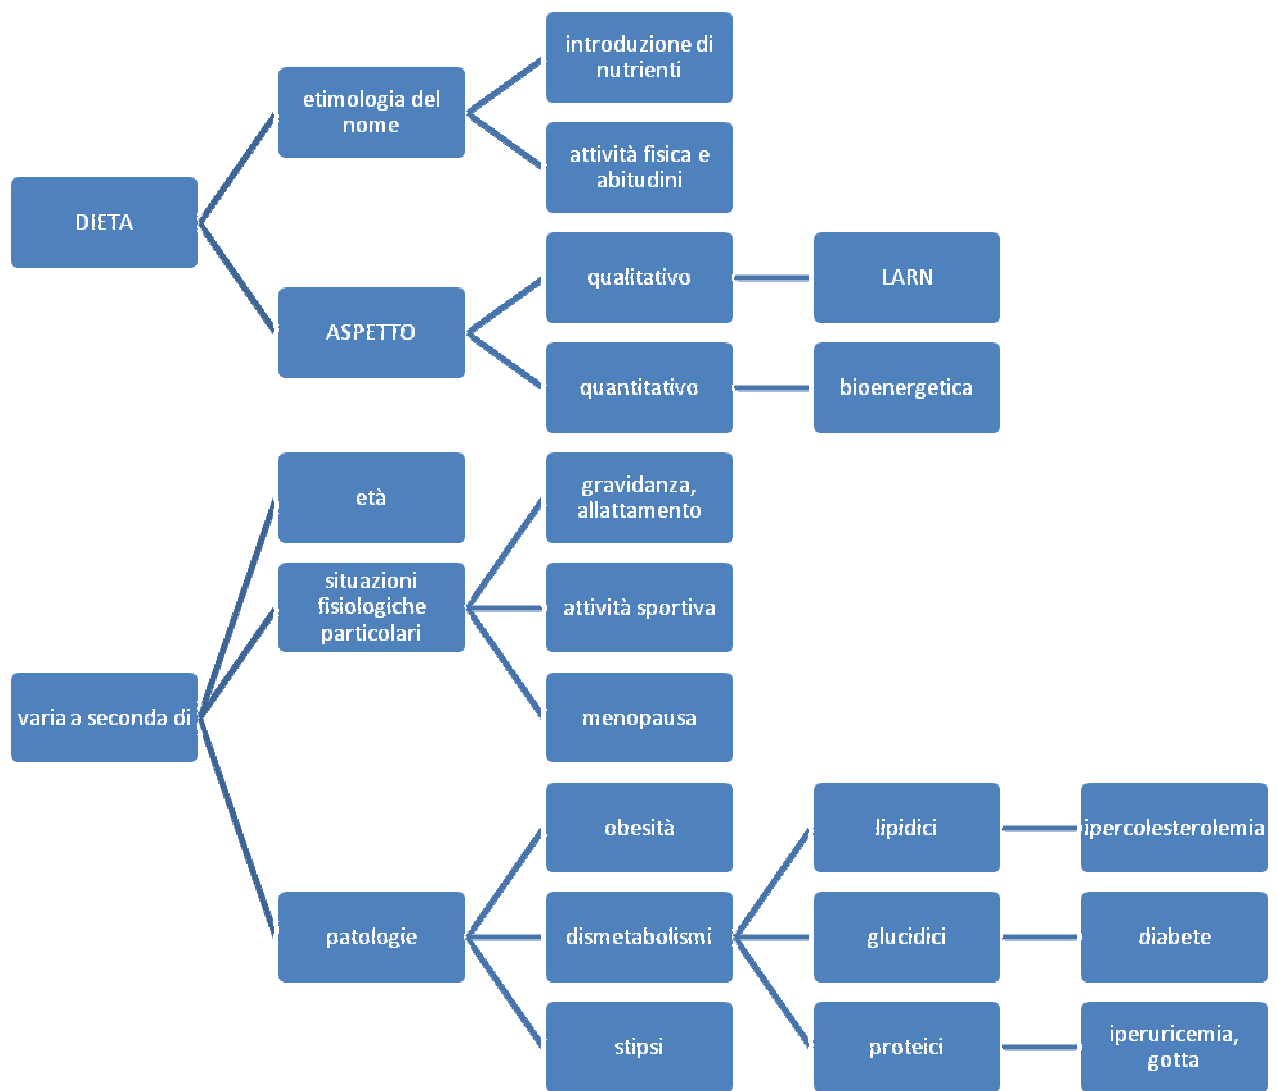 DIETA
etimologia del
nome
introduzione di
nutrienti
attività fisica e
abitudini
ASPETTO
qualitativo
LARN
quantitativo
bioenergetica
varia a seconda di
età
situazioni
fisiologiche
particolari
gravidanza,
allattamento
attività sportiva
menopausa
patologie
obesità
dismetabolismi
lipidici
ipercolesterolemia
glucidici
diabete
proteici
iperuricemia,
gotta
stipsi